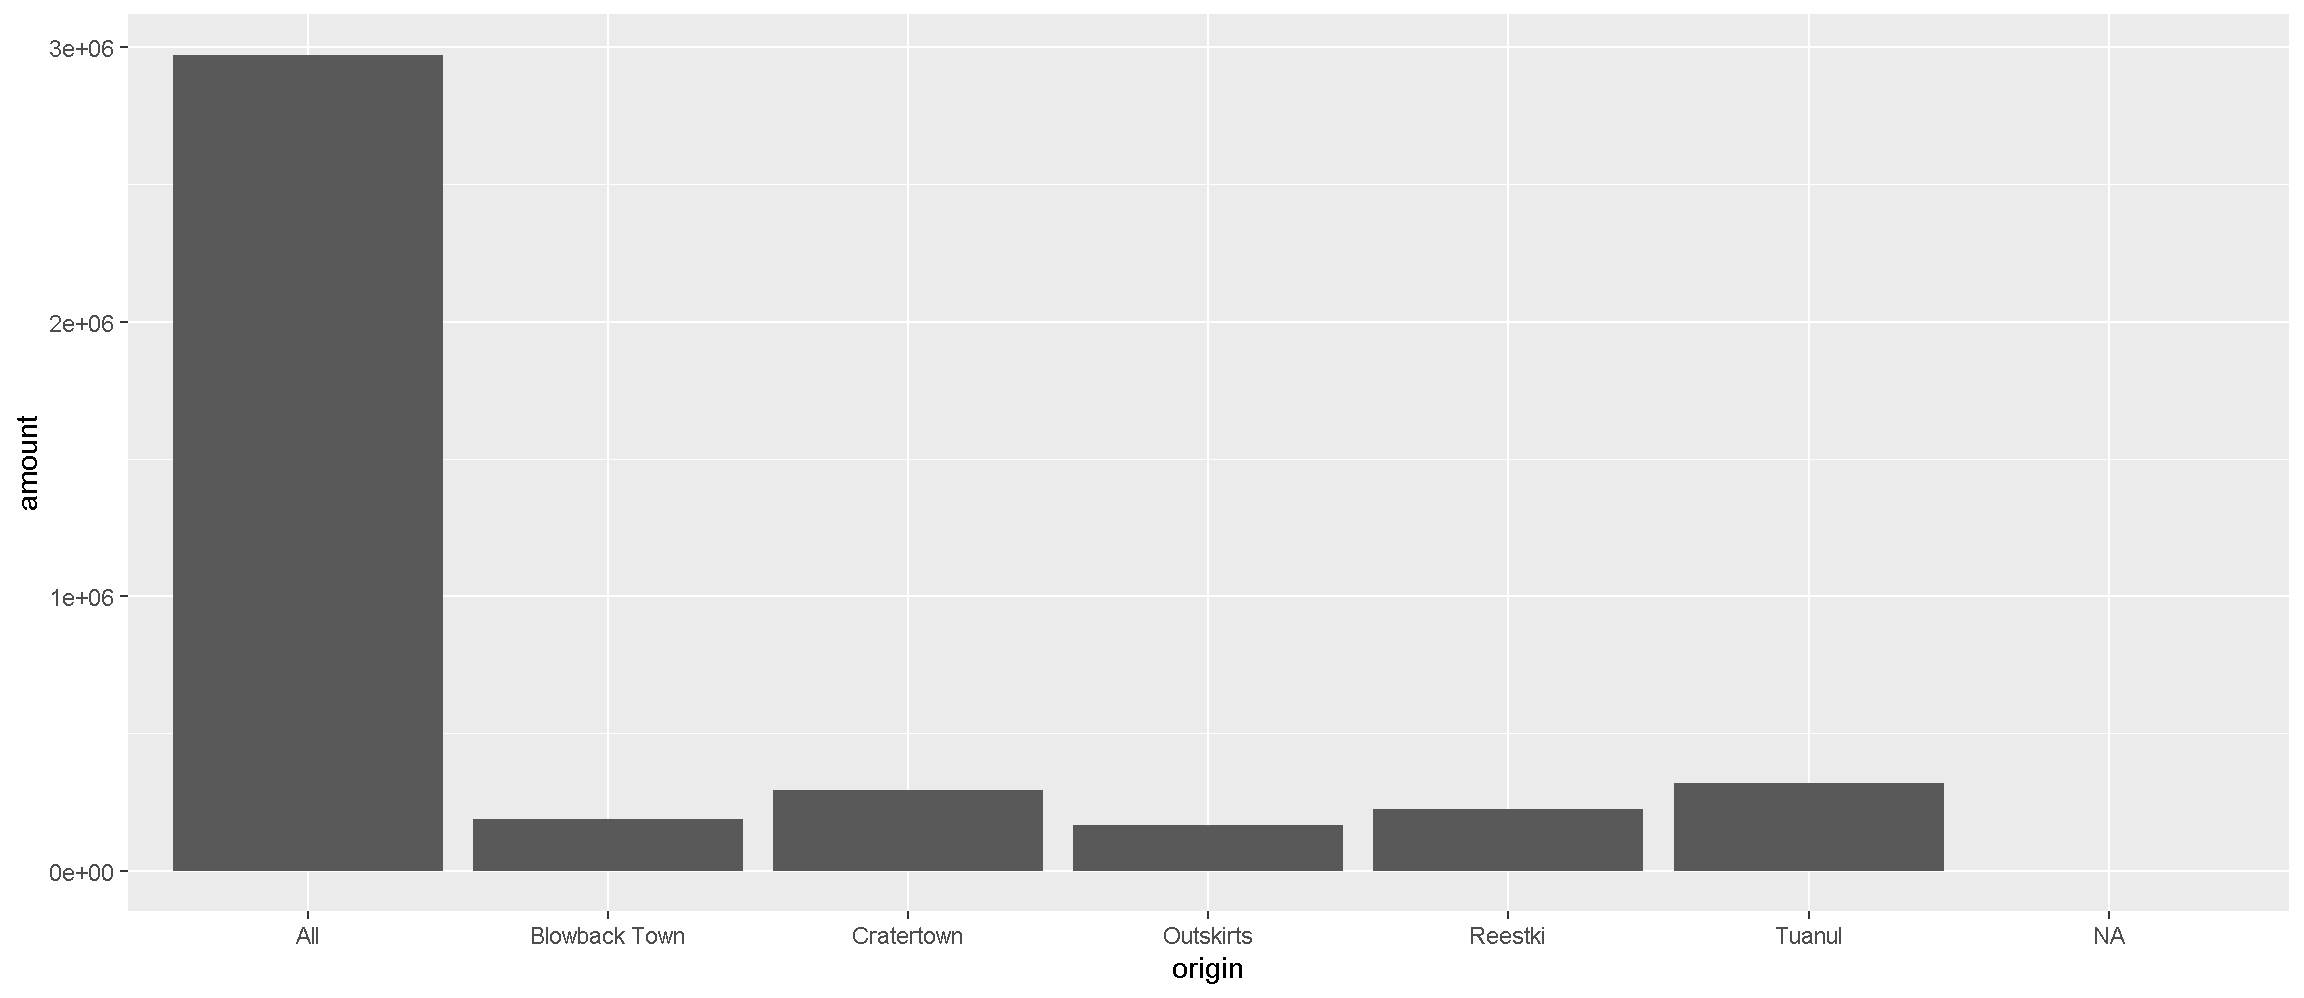 3e+06
2e+06
1e+06
0e+00
amount
All Blowback Town Cratertown Outskirts Reestki Tuanul NA
origin